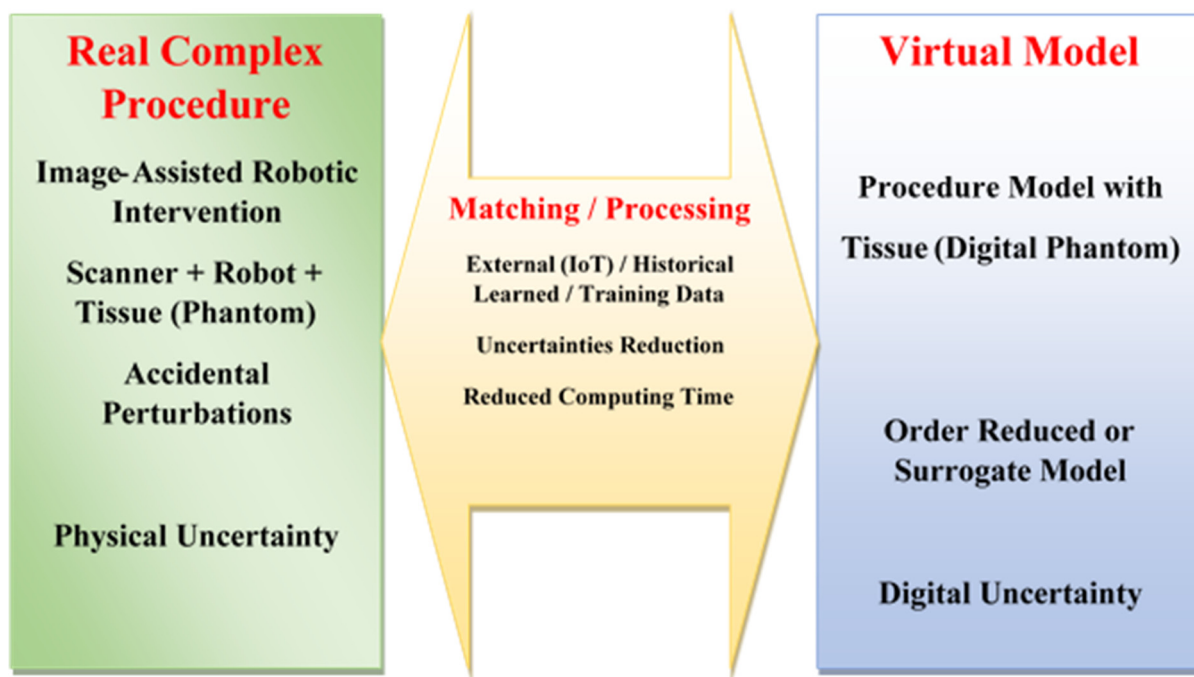 Real Complex
Procedure
Image-Assisted Robotic
Intervention
Scanner + Robot +
Tissue (Phantom)
Accidental
Perturbations
Physical Uncertainty
Matching / Processing
External (IoT) / Historical
Learned / Training Data
Uncertainties Reduction
Reduced Computing Time
Virtual Model
Procedure Model with
Tissue (Digital Phantom)
Order Reduced or
Surrogate Model
Digital Uncertainty